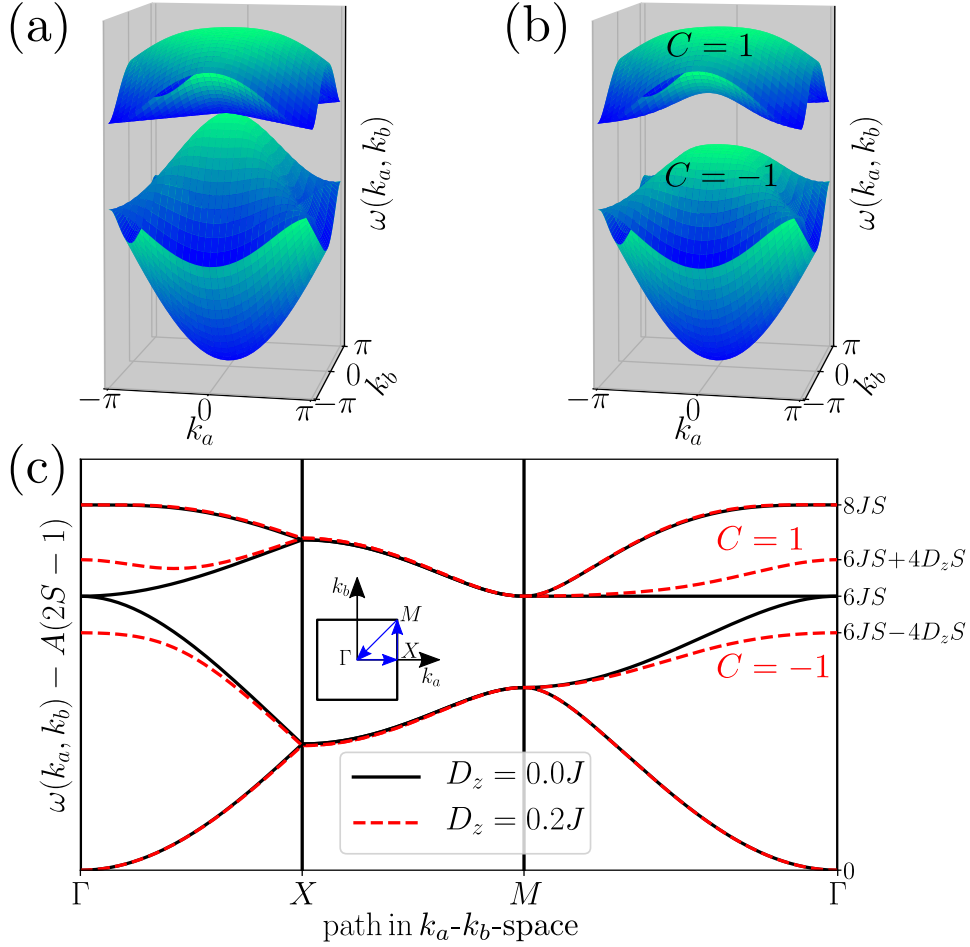 (a)
ω(k_a, k_b)
−π
0
π
k_a
−π
0
π
k_b
(b)
C = 1
C = −1
ω(k_a, k_b)
−π
0
π
k_a
−π
0
π
k_b
(c)
ω(k_a, k_b) − A(2S − 1)
8JS
C = 1
6JS+4D_zS
6JS
6JS−4D_zS
C = −1
k_b
M
Γ
X
k_a
D_z = 0.0J
D_z = 0.2J
0
Γ
X
M
Γ
path in k_a-k_b-space